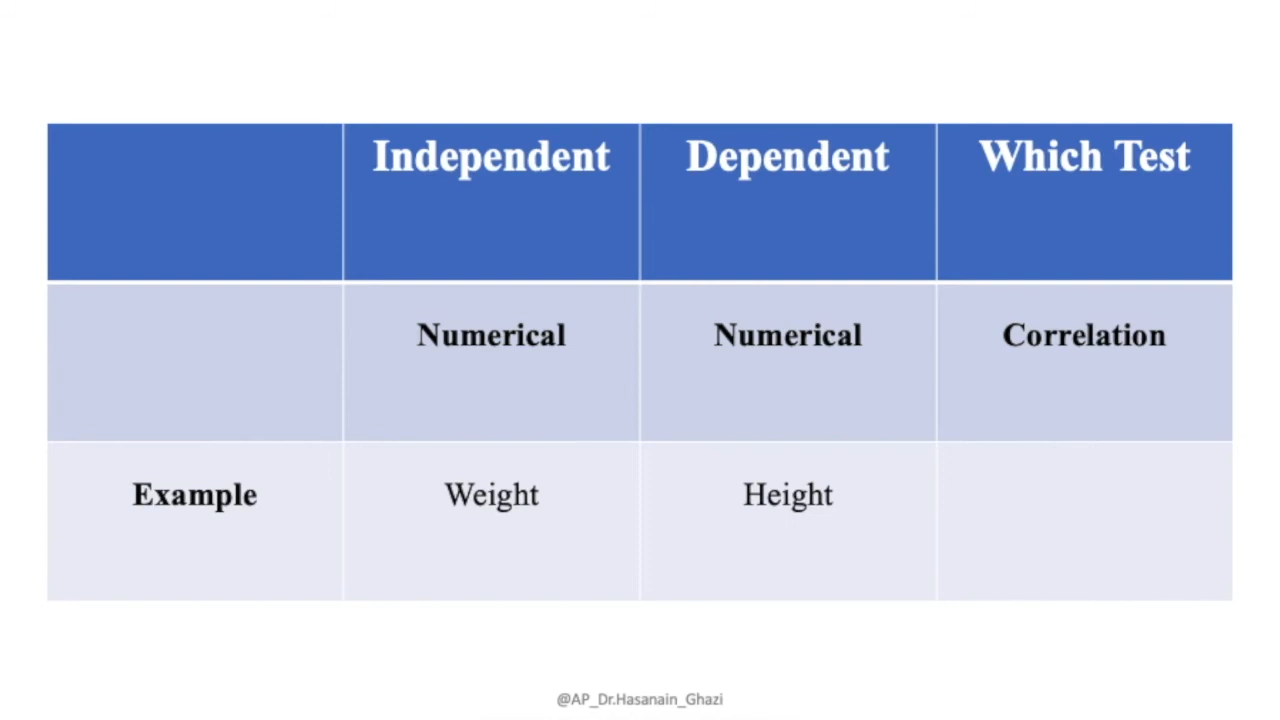 Independent Dependent Which Test
Numerical Numerical Correlation
Example Weight Height
@AP_Dr.Hasanain_Ghazi